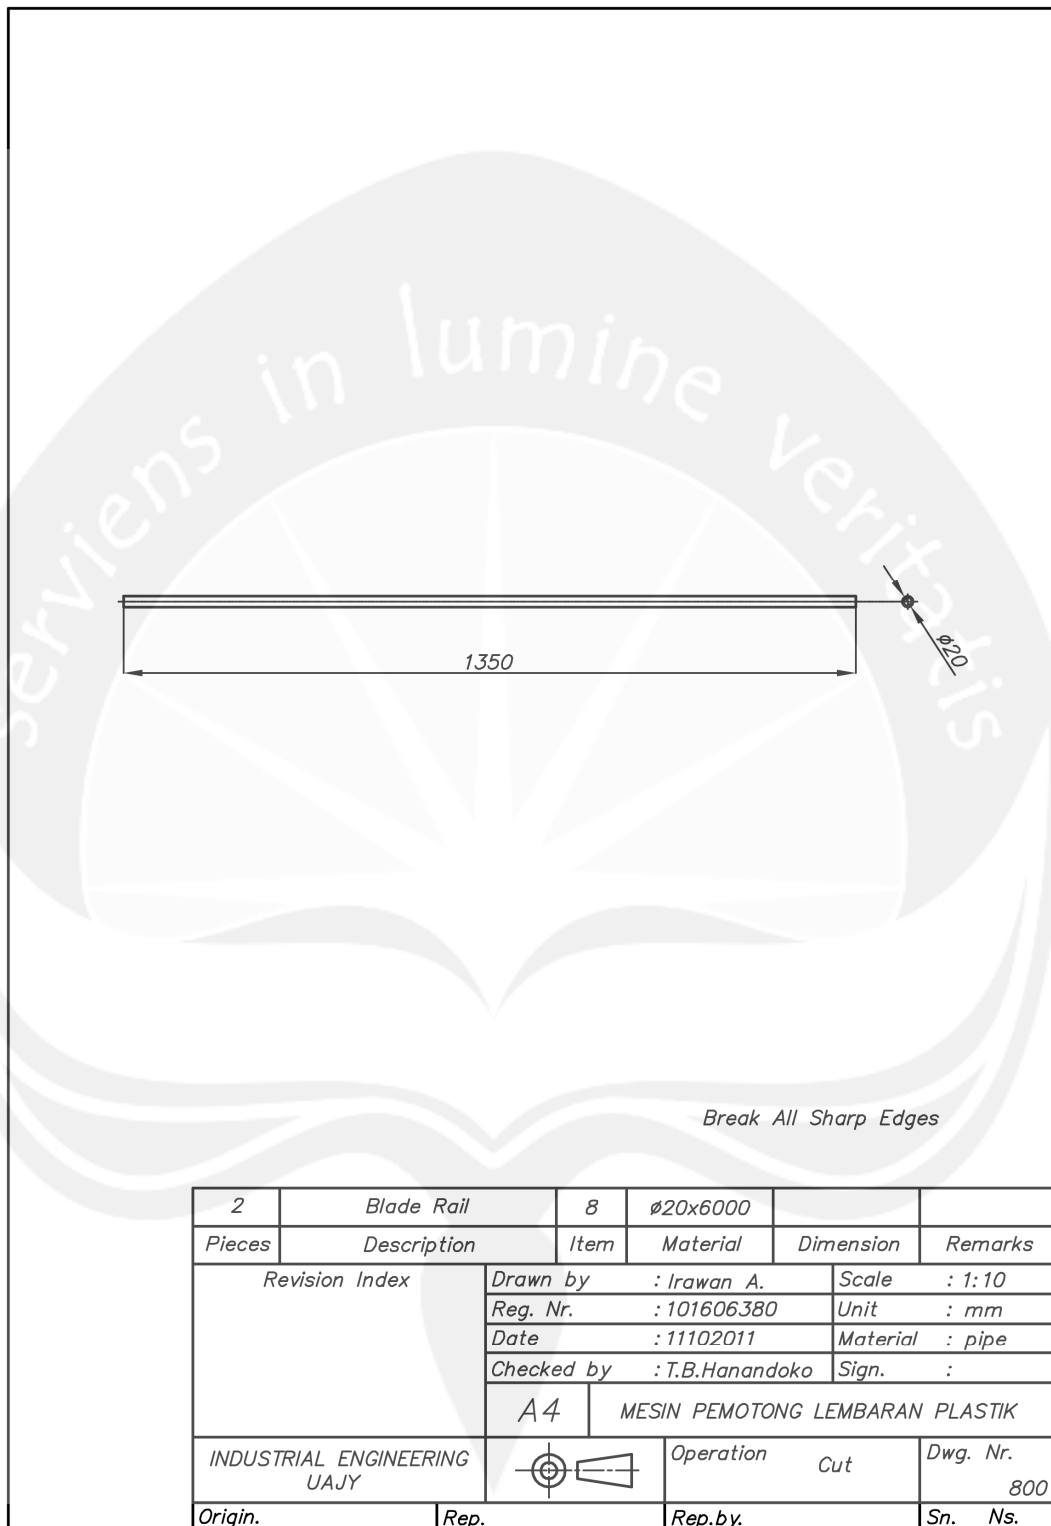 serviens in lumine veritatis
1350
ø20
Break All Sharp Edges
2 Blade Rail 8 ø20x6000
Pieces Description Item Material Dimension Remarks
Revision Index Drawn by : Irawan A. Scale : 1:10
Reg. Nr. : 101606380 Unit : mm
Date : 11102011 Material : pipe
Checked by : T.B.Hanandoko Sign. :
A4 MESIN PEMOTONG LEMBARAN PLASTIK
INDUSTRIAL ENGINEERING
UAJY
Operation Cut Dwg. Nr.
800
Origin. Rep. Rep.by. Sn. Ns.